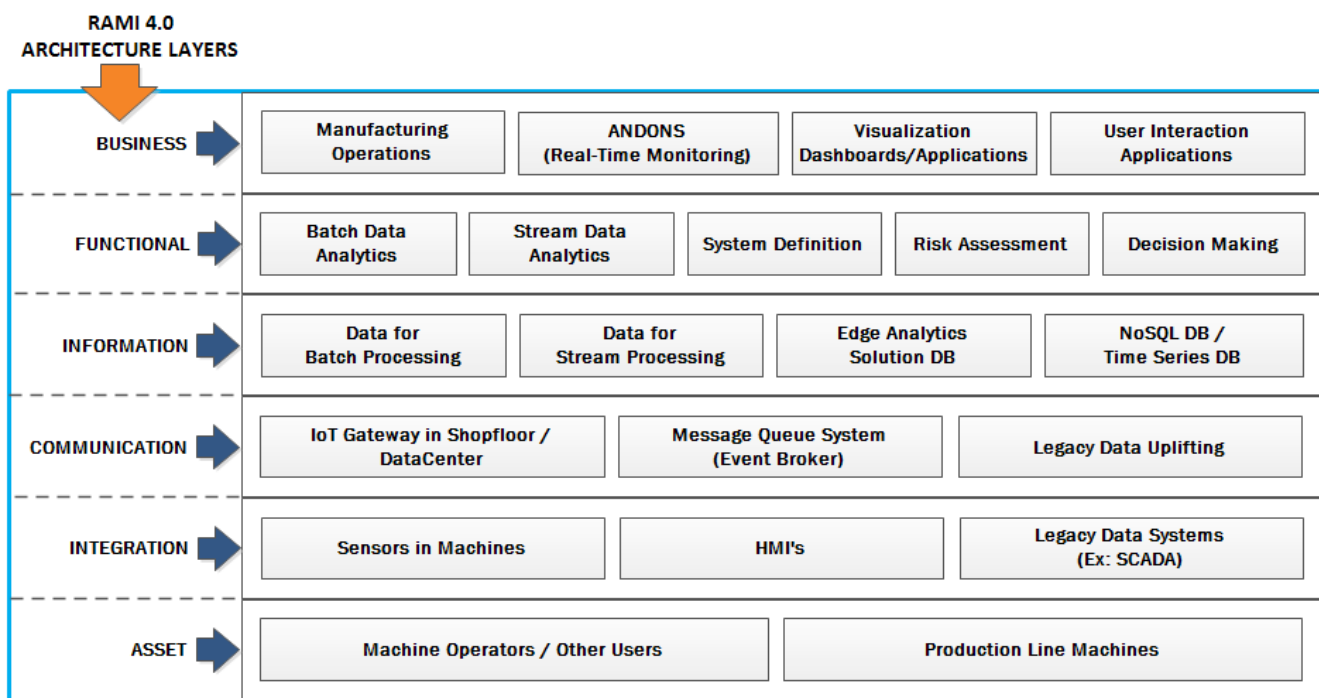 RAMI 4.0
ARCHITECTURE LAYERS
BUSINESS
Manufacturing
Operations
ANDONS
(Real-Time Monitoring)
Visualization
Dashboards/Applications
User Interaction
Applications
FUNCTIONAL
Batch Data
Analytics
Stream Data
Analytics
System Definition
Risk Assessment
Decision Making
INFORMATION
Data for
Batch Processing
Data for
Stream Processing
Edge Analytics
Solution DB
NoSQL DB /
Time Series DB
COMMUNICATION
IoT Gateway in Shopfloor /
DataCenter
Message Queue System
(Event Broker)
Legacy Data Uplifting
INTEGRATION
Sensors in Machines
HMI's
Legacy Data Systems
(Ex: SCADA)
ASSET
Machine Operators / Other Users
Production Line Machines